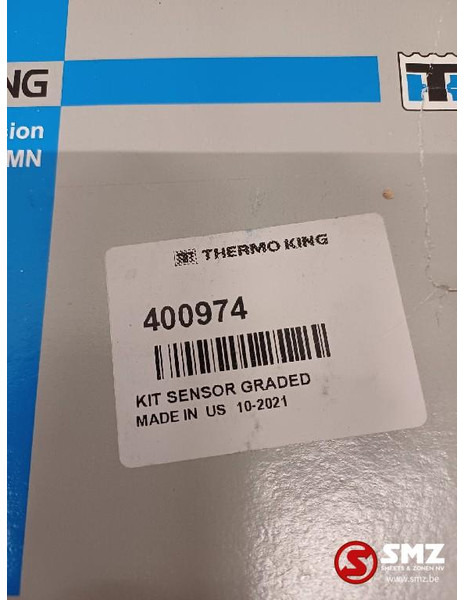 NG
ion
MN
THERMO KING
400974
KIT SENSOR GRADED
MADE IN US 10-2021
SMZ
SMEETS & ZONEN NV
www.smz.be